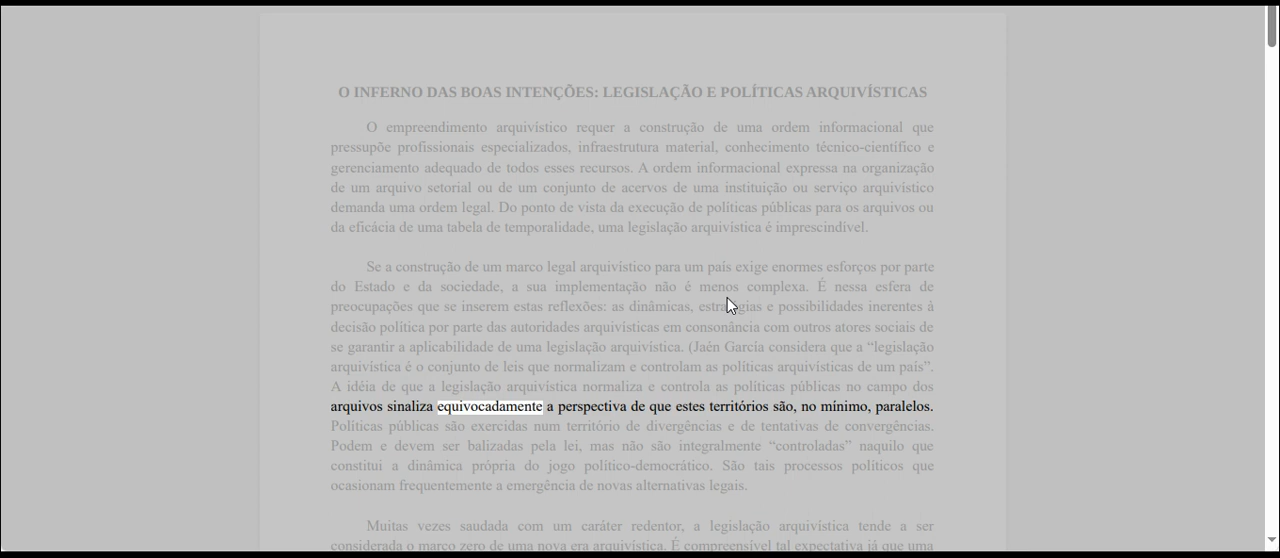 O INFERNO DAS BOAS INTENÇÕES: LEGISLAÇÃO E POLÍTICAS ARQUIVÍSTICAS
O empreendimento arquivístico requer a construção de uma ordem informacional que
pressupõe profissionais especializados, infraestrutura material, conhecimento técnico-científico e
gerenciamento adequado de todos esses recursos. A ordem informacional expressa na organização
de um arquivo setorial ou de um conjunto de acervos de uma instituição ou serviço arquivístico
demanda uma ordem legal. Do ponto de vista da execução de políticas públicas para os arquivos ou
da eficácia de uma tabela de temporalidade, uma legislação arquivística é imprescindível.
Se a construção de um marco legal arquivístico para um país exige enormes esforços por parte
do Estado e da sociedade, a sua implementação não é menos complexa. É nessa esfera de
preocupações que se inserem estas reflexões: as dinâmicas, estratégias e possibilidades inerentes à
decisão política por parte das autoridades arquivísticas em consonância com outros atores sociais de
se garantir a aplicabilidade de uma legislação arquivística. (Jaén García considera que a “legislação
arquivística é o conjunto de leis que normalizam e controlam as políticas arquivísticas de um país”.
A idéia de que a legislação arquivística normaliza e controla as políticas públicas no campo dos
arquivos sinaliza equivocadamente a perspectiva de que estes territórios são, no mínimo, paralelos.
Políticas públicas são exercidas num território de divergências e de tentativas de convergências.
Podem e devem ser balizadas pela lei, mas não são integralmente “controladas” naquilo que
constitui a dinâmica própria do jogo político-democrático. São tais processos políticos que
ocasionam frequentemente a emergência de novas alternativas legais.
Muitas vezes saudada com um caráter redentor, a legislação arquivística tende a ser
considerada o marco zero de uma nova era arquivística. É compreensível tal expectativa já que uma